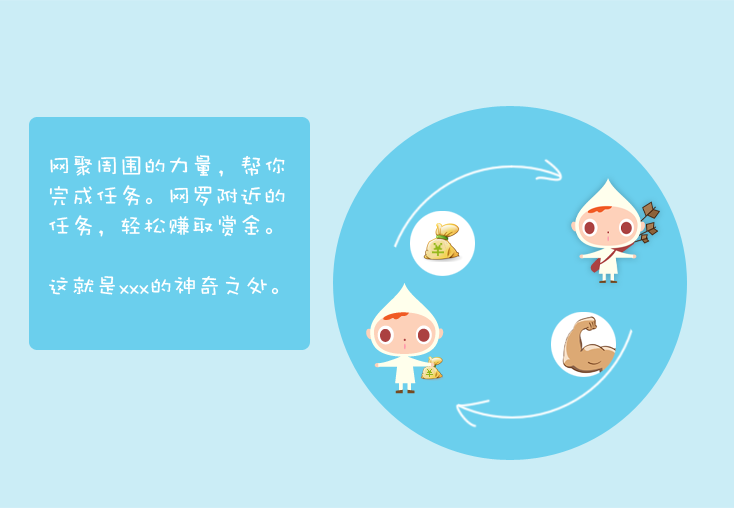 网聚周围的力量，帮你
完成任务。网罗附近的
任务，轻松赚取赏金。
这就是xxx的神奇之处。
¥
¥